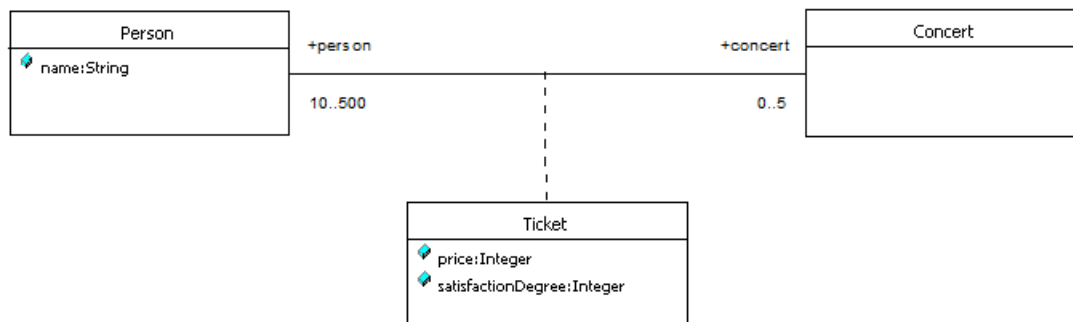 Person
name:String
+person
+concert
10..500
0..5
Concert
Ticket
price:Integer
satisfactionDegree:Integer